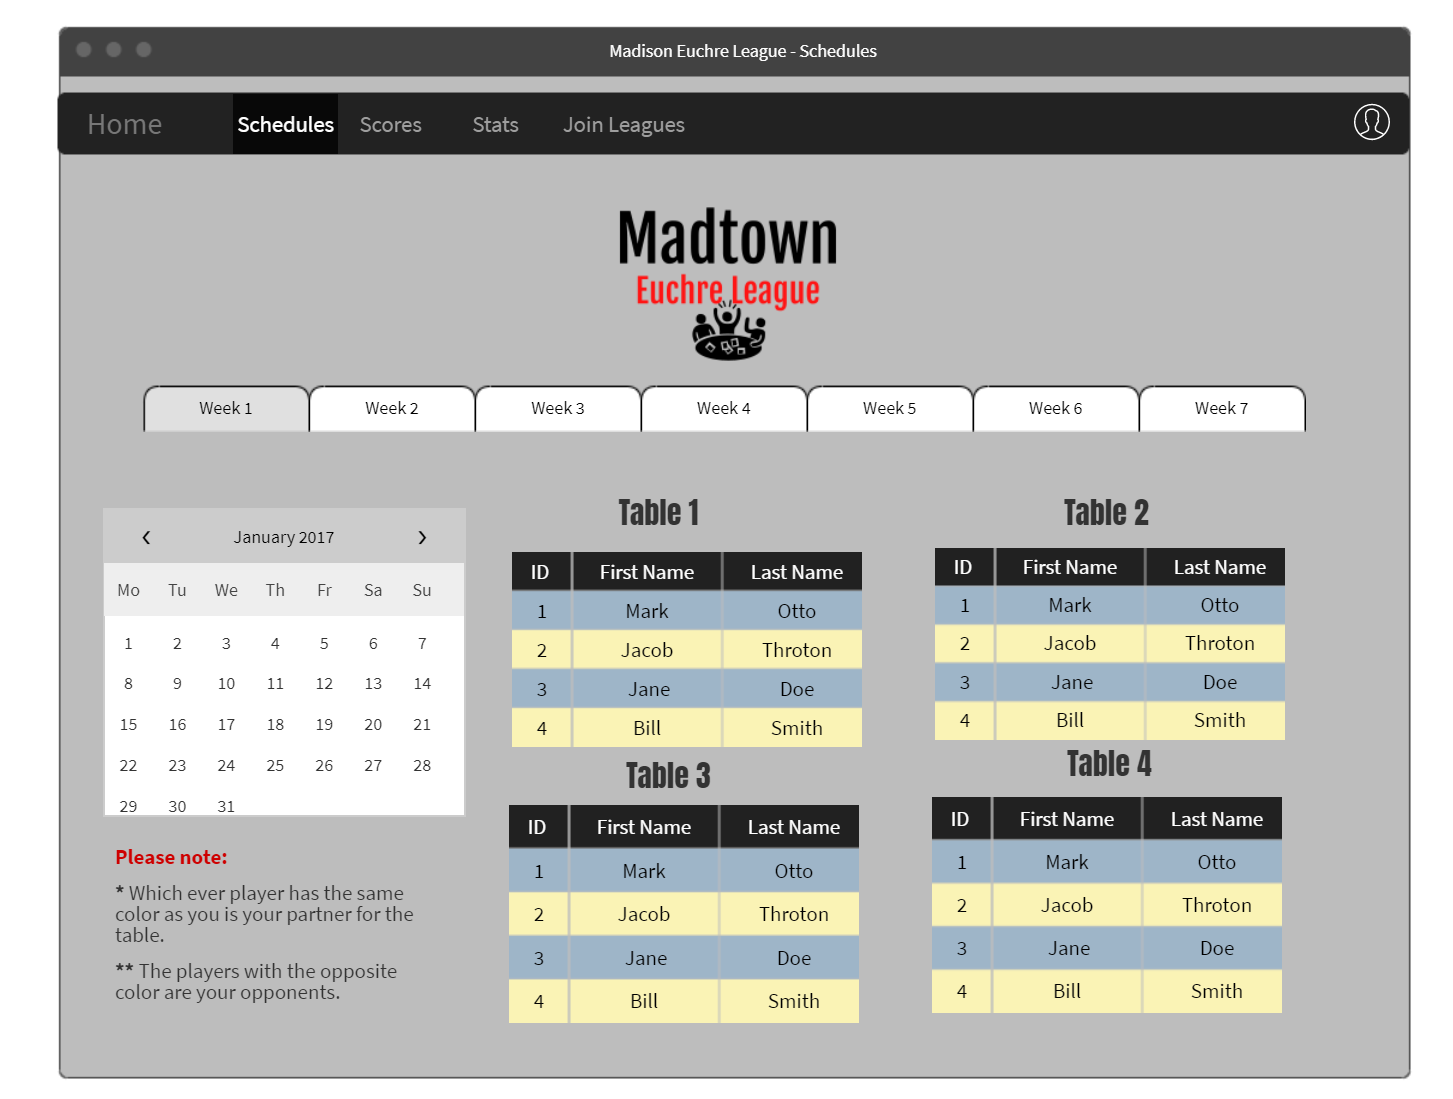 Madison Euchre League - Schedules
Home Schedules Scores Stats Join Leagues
Madtown
Euchre League
Week 1 Week 2 Week 3 Week 4 Week 5 Week 6 Week 7
‹ January 2017 ›
Mo Tu We Th Fr Sa Su
1 2 3 4 5 6 7
8 9 10 11 12 13 14
15 16 17 18 19 20 21
22 23 24 25 26 27 28
29 30 31
Please note:
* Which ever player has the same
color as you is your partner for the
table.
** The players with the opposite
color are your opponents.
Table 1
ID First Name Last Name
1 Mark Otto
2 Jacob Throton
3 Jane Doe
4 Bill Smith
Table 2
ID First Name Last Name
1 Mark Otto
2 Jacob Throton
3 Jane Doe
4 Bill Smith
Table 3
ID First Name Last Name
1 Mark Otto
2 Jacob Throton
3 Jane Doe
4 Bill Smith
Table 4
ID First Name Last Name
1 Mark Otto
2 Jacob Throton
3 Jane Doe
4 Bill Smith